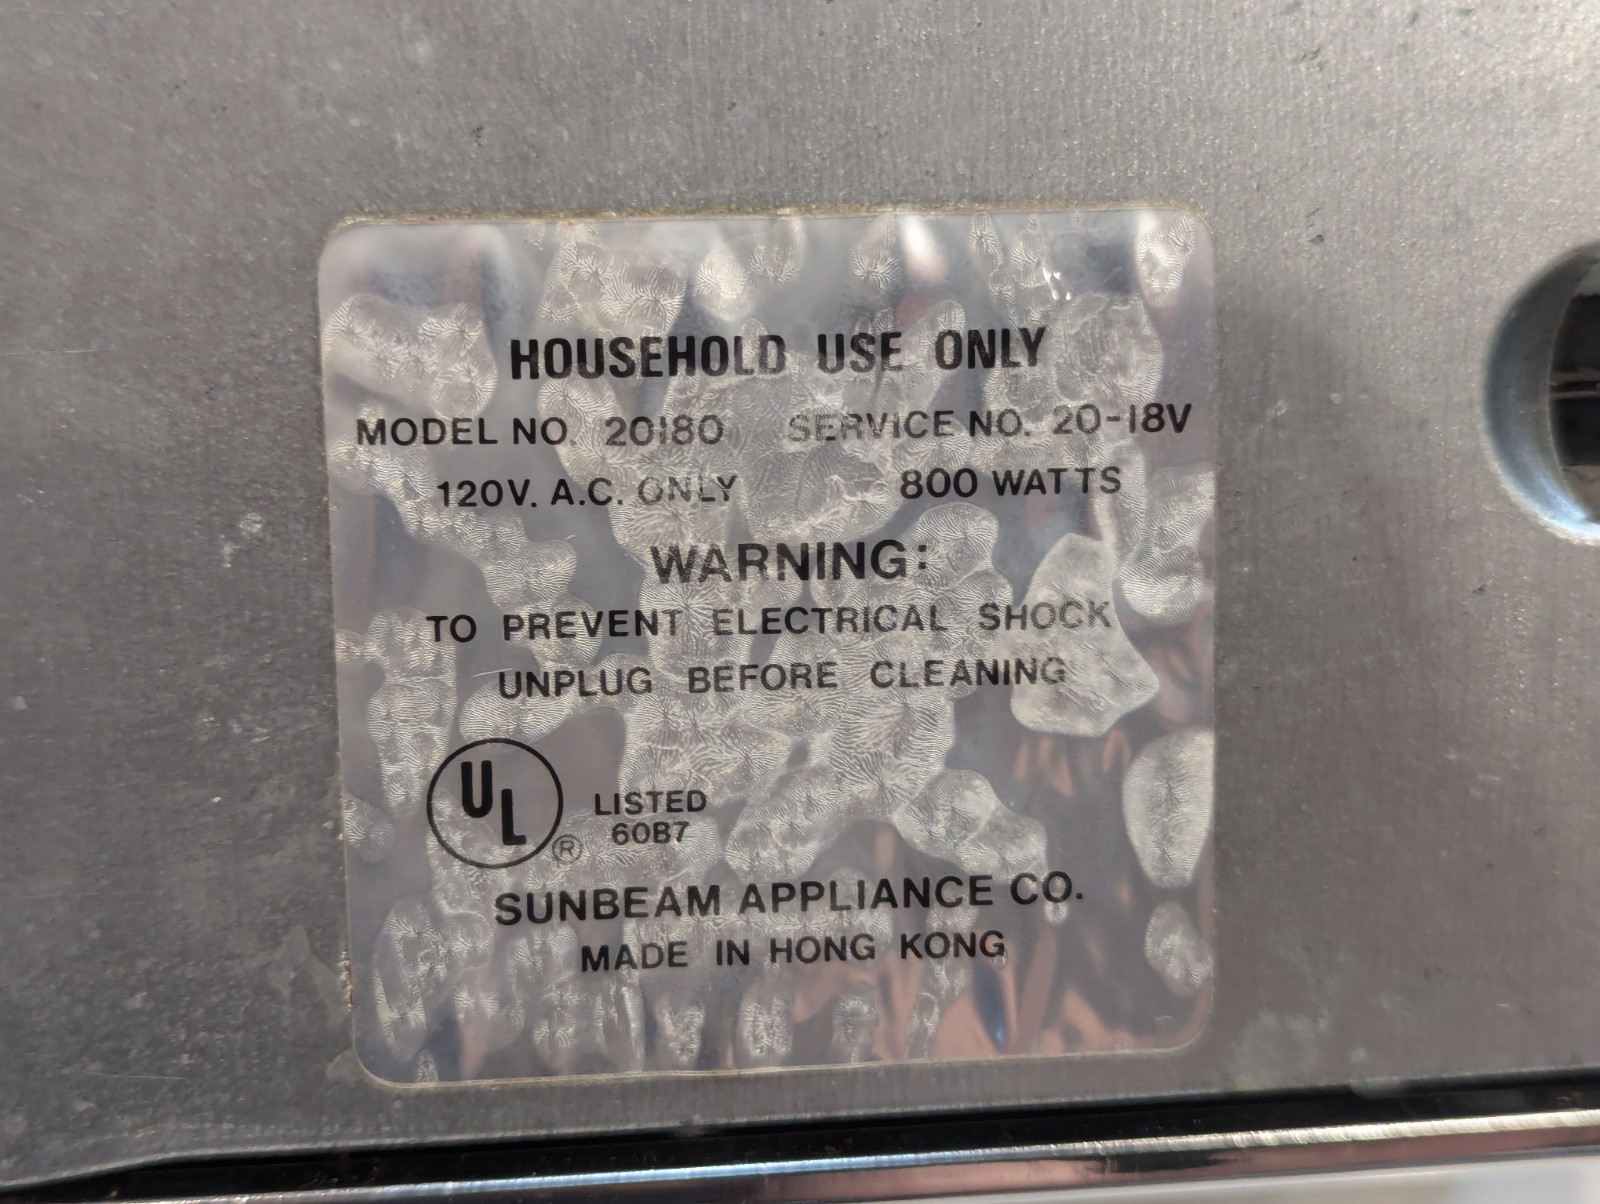 HOUSEHOLD USE ONLY
MODEL NO. 20180 SERVICE NO. 20-18V
120V. A.C. ONLY 800 WATTS
WARNING:
TO PREVENT ELECTRICAL SHOCK
UNPLUG BEFORE CLEANING
UL ® LISTED
60B7
SUNBEAM APPLIANCE CO.
MADE IN HONG KONG